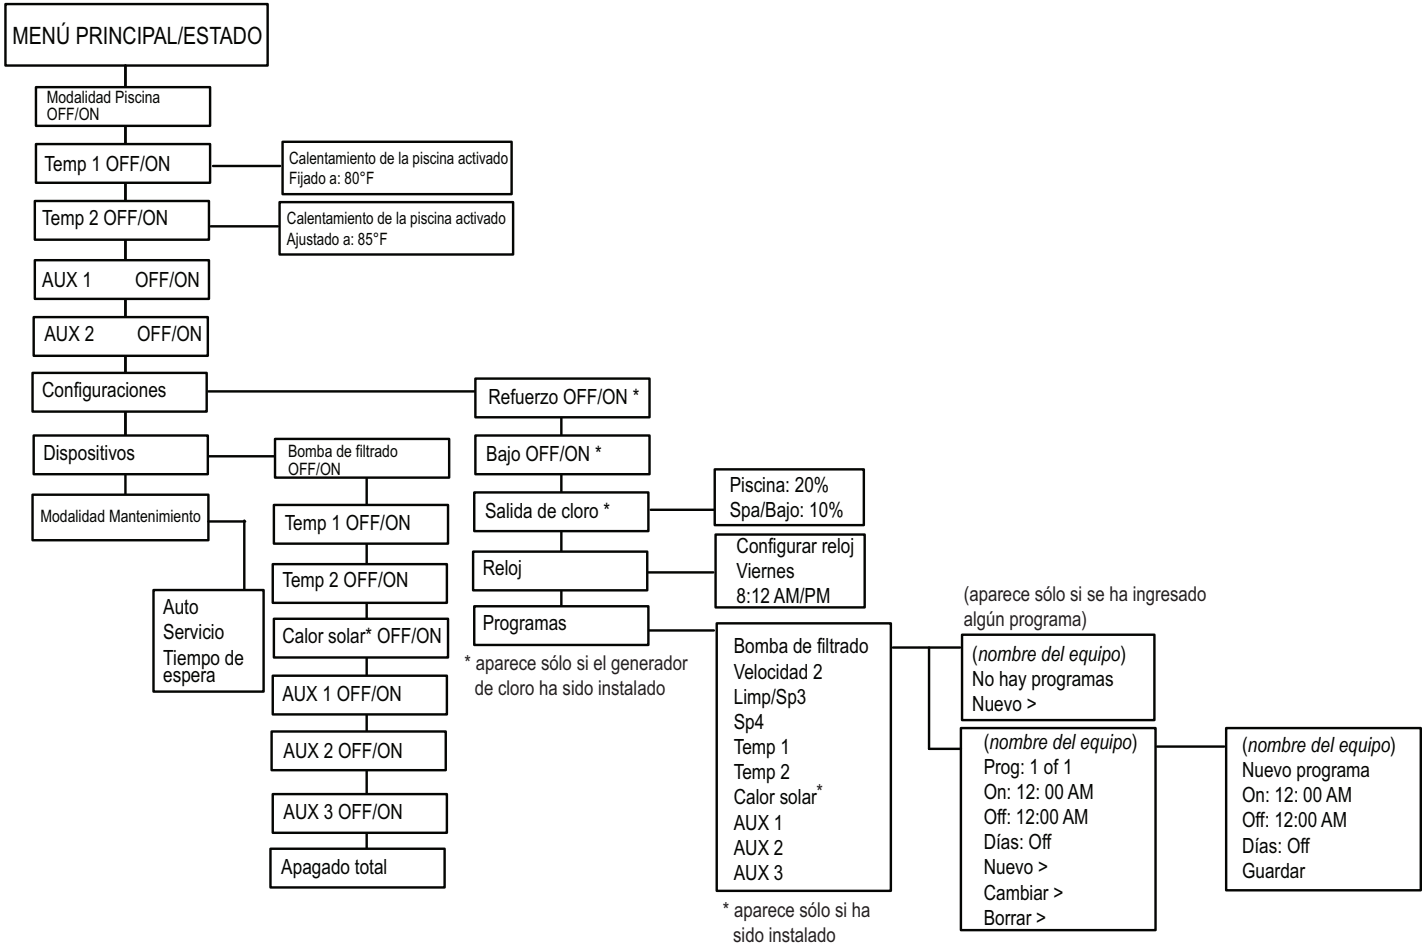 MENÚ PRINCIPAL/ESTADO
Modalidad Piscina
OFF/ON
Temp 1 OFF/ON
Calentamiento de la piscina activado
Fijado a: 80°F
Temp 2 OFF/ON
Calentamiento de la piscina activado
Ajustado a: 85°F
AUX 1 OFF/ON
AUX 2 OFF/ON
Configuraciones
Dispositivos
Modalidad Mantenimiento
Auto
Servicio
Tiempo de
espera
Bomba de filtrado
OFF/ON
Temp 1 OFF/ON
Temp 2 OFF/ON
Calor solar* OFF/ON
AUX 1 OFF/ON
AUX 2 OFF/ON
AUX 3 OFF/ON
Apagado total
Refuerzo OFF/ON *
Bajo OFF/ON *
Salida de cloro *
Reloj
Programas
* aparece sólo si el generador
de cloro ha sido instalado
Piscina: 20%
Spa/Bajo: 10%
Configurar reloj
Viernes
8:12 AM/PM
Bomba de filtrado
Velocidad 2
Limp/Sp3
Sp4
Temp 1
Temp 2
Calor solar*
AUX 1
AUX 2
AUX 3
* aparece sólo si ha
sido instalado
(aparece sólo si se ha ingresado
algún programa)
(nombre del equipo)
No hay programas
Nuevo >
(nombre del equipo)
Prog: 1 of 1
On: 12: 00 AM
Off: 12:00 AM
Días: Off
Nuevo >
Cambiar >
Borrar >
(nombre del equipo)
Nuevo programa
On: 12: 00 AM
Off: 12:00 AM
Días: Off
Guardar